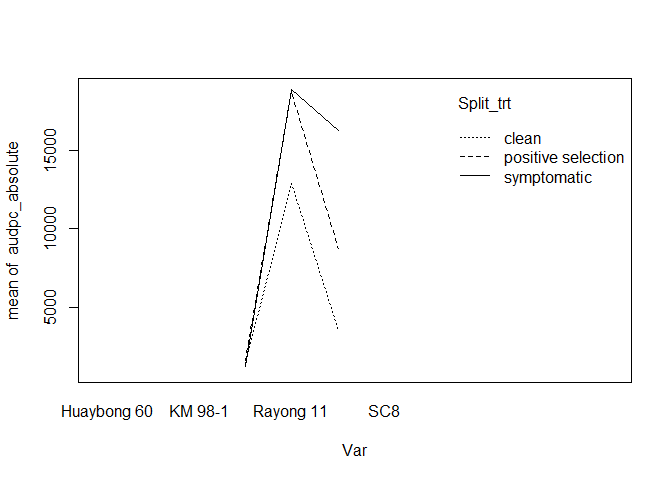 Split_trt
clean
positive selection
symptomatic
mean of audpc_absolute
15000
10000
5000
Huaybong 60 KM 98-1 Rayong 11 SC8
Var